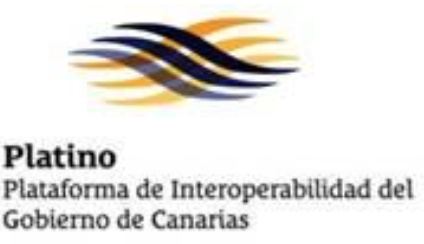 Platino
Plataforma de Interoperabilidad del
Gobierno de Canarias